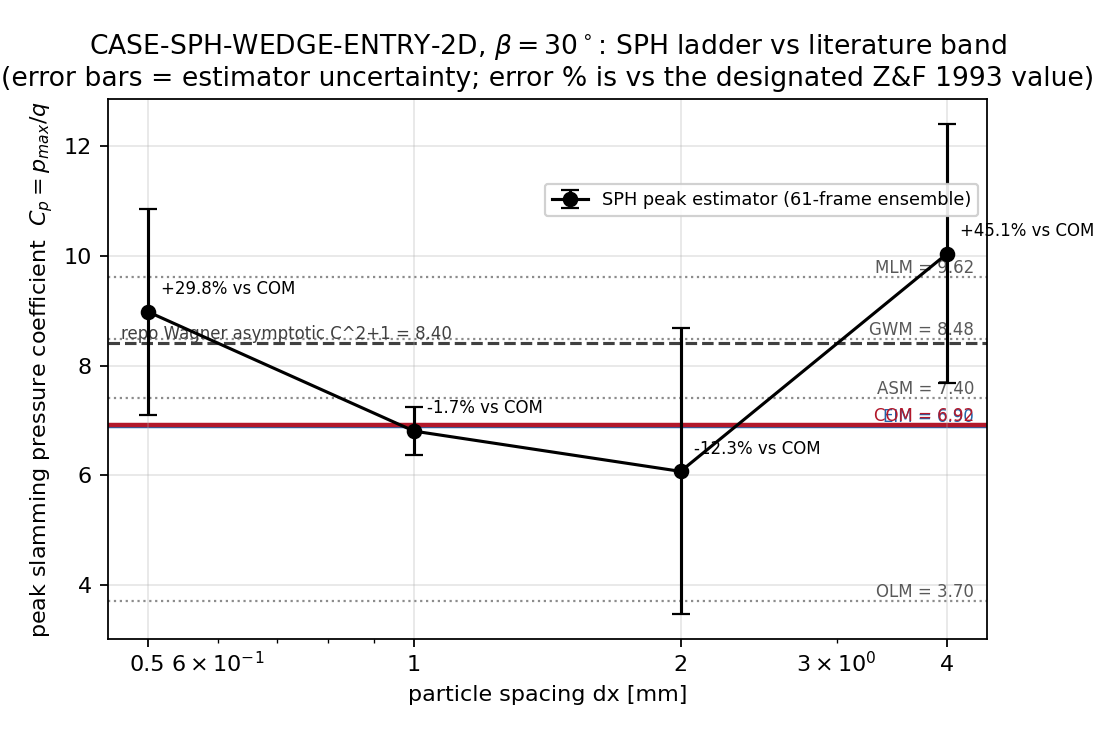 CASE-SPH-WEDGE-ENTRY-2D, β = 30°: SPH ladder vs literature band
(error bars = estimator uncertainty; error % is vs the designated Z&F 1993 value)
peak slamming pressure coefficient C_p = p_max/q
12
10
8
6
4
SPH peak estimator (61-frame ensemble)
+45.1% vs COM
MLM = 9.62
+29.8% vs COM
repo Wagner asymptotic C^2+1 = 8.40
GWM = 8.48
ASM = 7.40
-1.7% vs COM
COM = 6.92
-12.3% vs COM
OLM = 3.70
0.5 6 × 10⁻¹ 1 2 3 × 10⁰ 4
particle spacing dx [mm]